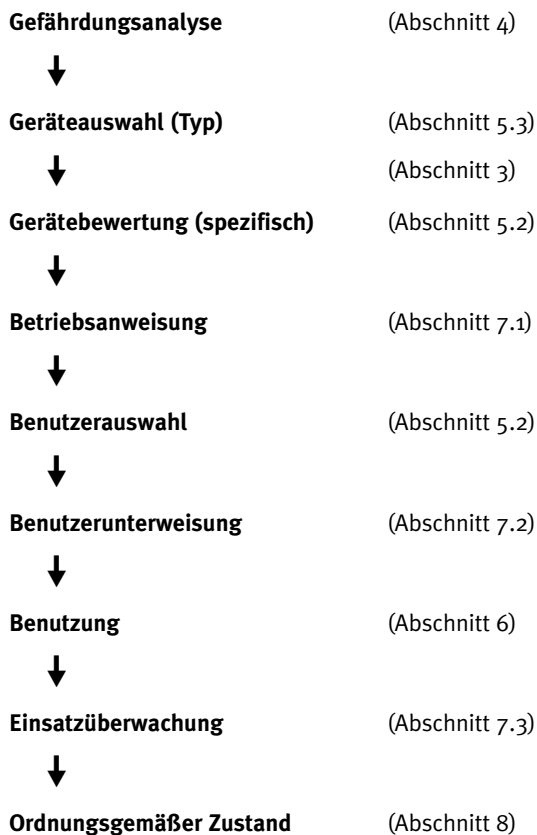 Gefährdungsanalyse (Abschnitt 4)
Geräteauswahl (Typ) (Abschnitt 5.3)
(Abschnitt 3)
Gerätebewertung (spezifisch) (Abschnitt 5.2)
Betriebsanweisung (Abschnitt 7.1)
Benutzerauswahl (Abschnitt 5.2)
Benutzerunterweisung (Abschnitt 7.2)
Benutzung (Abschnitt 6)
Einsatzüberwachung (Abschnitt 7.3)
Ordnungsgemäßer Zustand (Abschnitt 8)